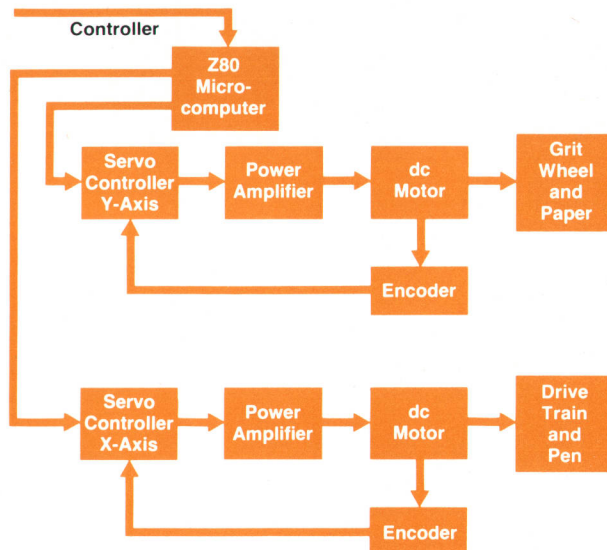 Controller
Z80
Micro-
computer
Servo
Controller
Y-Axis
Power
Amplifier
dc
Motor
Grit
Wheel
and
Paper
Encoder
Servo
Controller
X-Axis
Power
Amplifier
dc
Motor
Drive
Train
and
Pen
Encoder